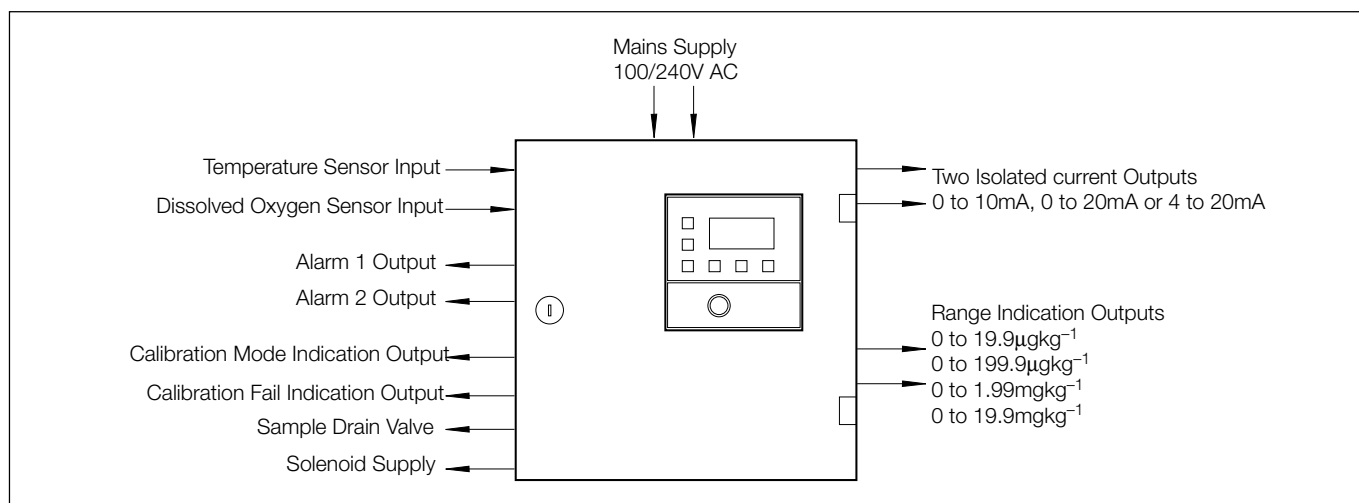 Mains Supply
100/240V AC
Temperature Sensor Input
Dissolved Oxygen Sensor Input
Alarm 1 Output
Alarm 2 Output
Calibration Mode Indication Output
Calibration Fail Indication Output
Sample Drain Valve
Solenoid Supply
Two Isolated current Outputs
0 to 10mA, 0 to 20mA or 4 to 20mA
Range Indication Outputs
0 to 19.9µgkg⁻¹
0 to 199.9µgkg⁻¹
0 to 1.99mgkg⁻¹
0 to 19.9mgkg⁻¹